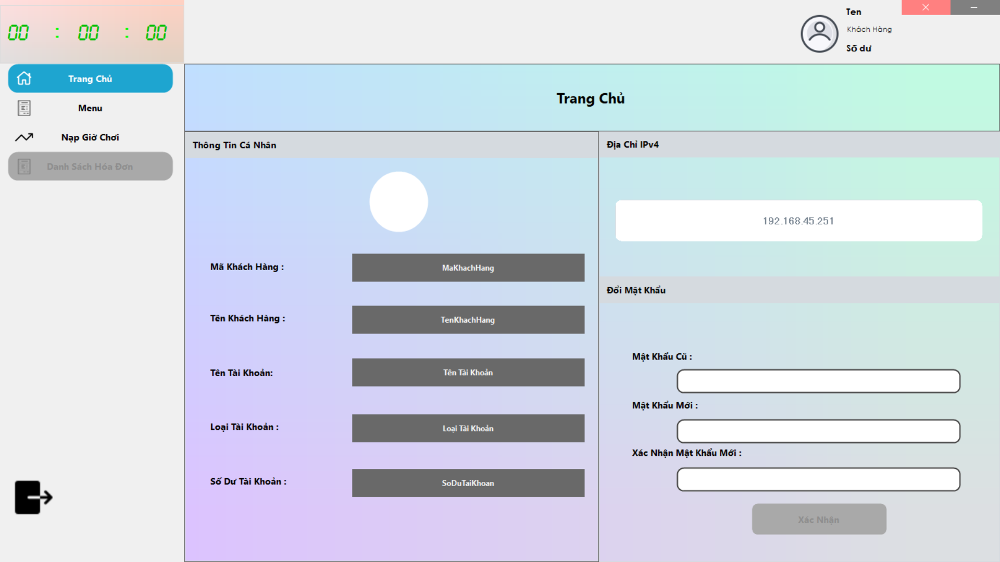 00 : 00 : 00
Ten
Khách Hàng
Số dư
Trang Chủ
Menu
Nạp Giờ Chơi
Danh Sách Hóa Đơn
Trang Chủ
Thông Tin Cá Nhân
Mã Khách Hàng :
MaKhachHang
Tên Khách Hàng :
TenKhachHang
Tên Tài Khoản:
Tên Tài Khoản
Loại Tài Khoản :
Loại Tài Khoản
Số Dư Tài Khoản :
SoDuTaiKhoan
Địa Chỉ IPv4
192.168.45.251
Đổi Mật Khẩu
Mật Khẩu Cũ :
Mật Khẩu Mới :
Xác Nhận Mật Khẩu Mới :
Xác Nhận